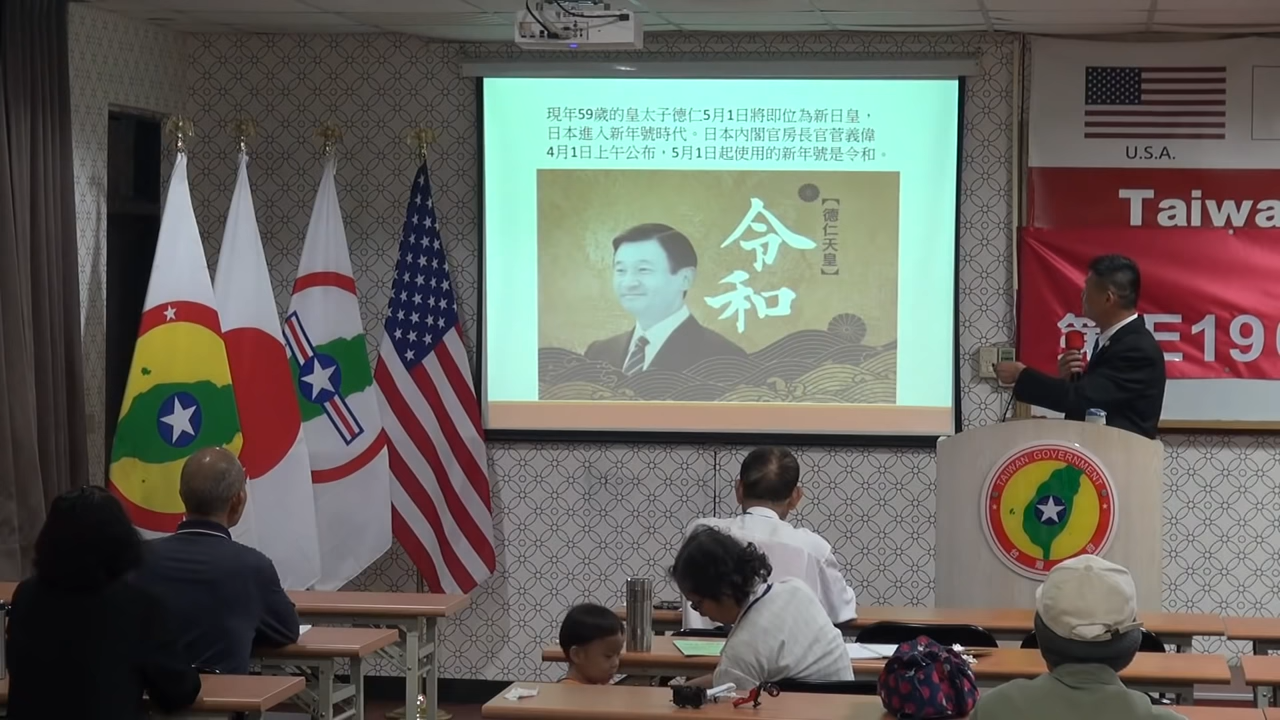 現年59歲的皇太子德仁5月1日將即位為新日皇，
日本進入新年號時代。日本內閣官房長官菅義偉
4月1日上午公布，5月1日起使用的新年號是令和。
令和
【德仁天皇】
U.S.A.
Taiwa
第 E19
TAIWAN GOVERNMENT